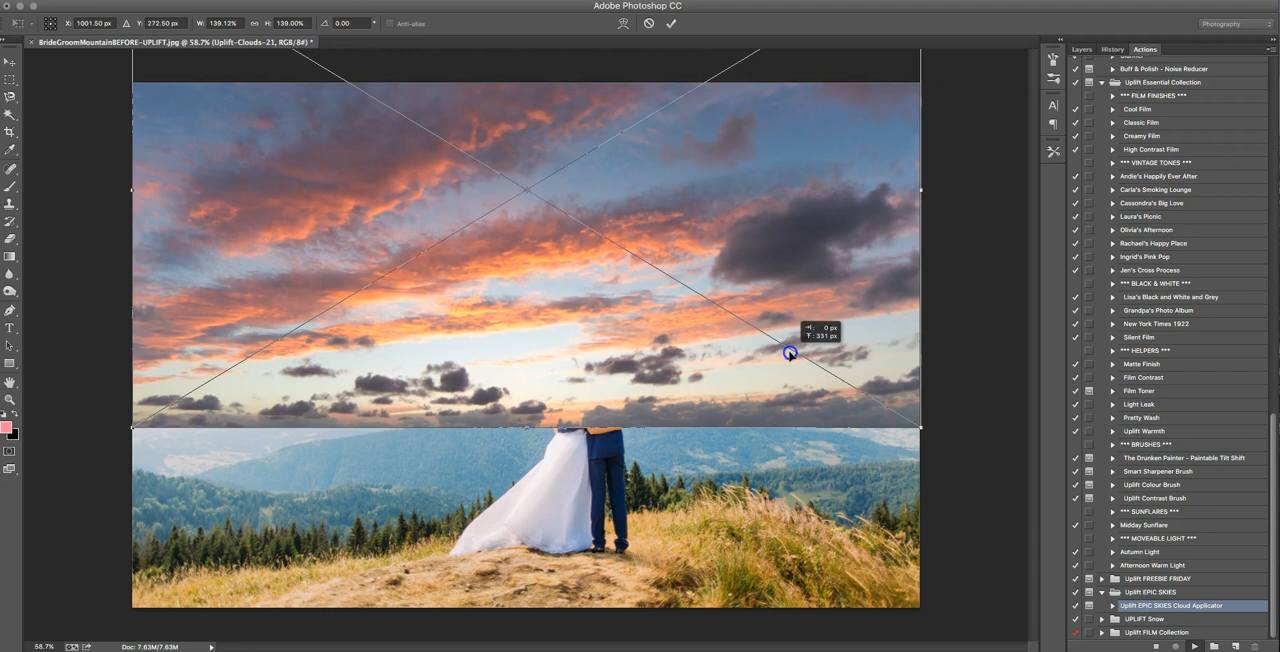 Adobe Photoshop CC
X: 1001.50 px Y: 272.50 px W: 139.12% H: 139.00% 0.00 ° Anti-alias Photography
× BrideGroomMountainBEFORE-UPLIFT.jpg @ 58.7% (Uplift-Clouds-21, RGB/8#) *
Layers History Actions
Buff & Polish - Noise Reducer
Uplift Essential Collection
*** FILM FINISHES ***
Cool Film
Classic Film
Creamy Film
High Contrast Film
*** VINTAGE TONES ***
Andie's Happily Ever After
Carla's Smoking Lounge
Cassondra's Big Love
Laura's Picnic
Olivia's Afternoon
Rachael's Happy Place
Ingrid's Pink Pop
Jen's Cross Process
*** BLACK & WHITE ***
Lisa's Black and White and Grey
Grandpa's Photo Album
New York Times 1922
Silent Film
*** HELPERS ***
Matte Finish
Film Contrast
Film Toner
Light Leak
Pretty Wash
Uplift Warmth
*** BRUSHES ***
The Drunken Painter - Paintable Tilt Shift
Smart Sharpener Brush
Uplift Colour Brush
Uplift Contrast Brush
*** SUNFLARES ***
Midday Sunflare
*** MOVEABLE LIGHT ***
Autumn Light
Afternoon Warm Light
Uplift FREEBIE FRIDAY
Uplift EPIC SKIES
Uplift EPIC SKIES Cloud Applicator
UPLIFT Snow
Uplift FILM Collection
: 0 px
: 331 px
58.7% Doc: 7.63M/7.63M